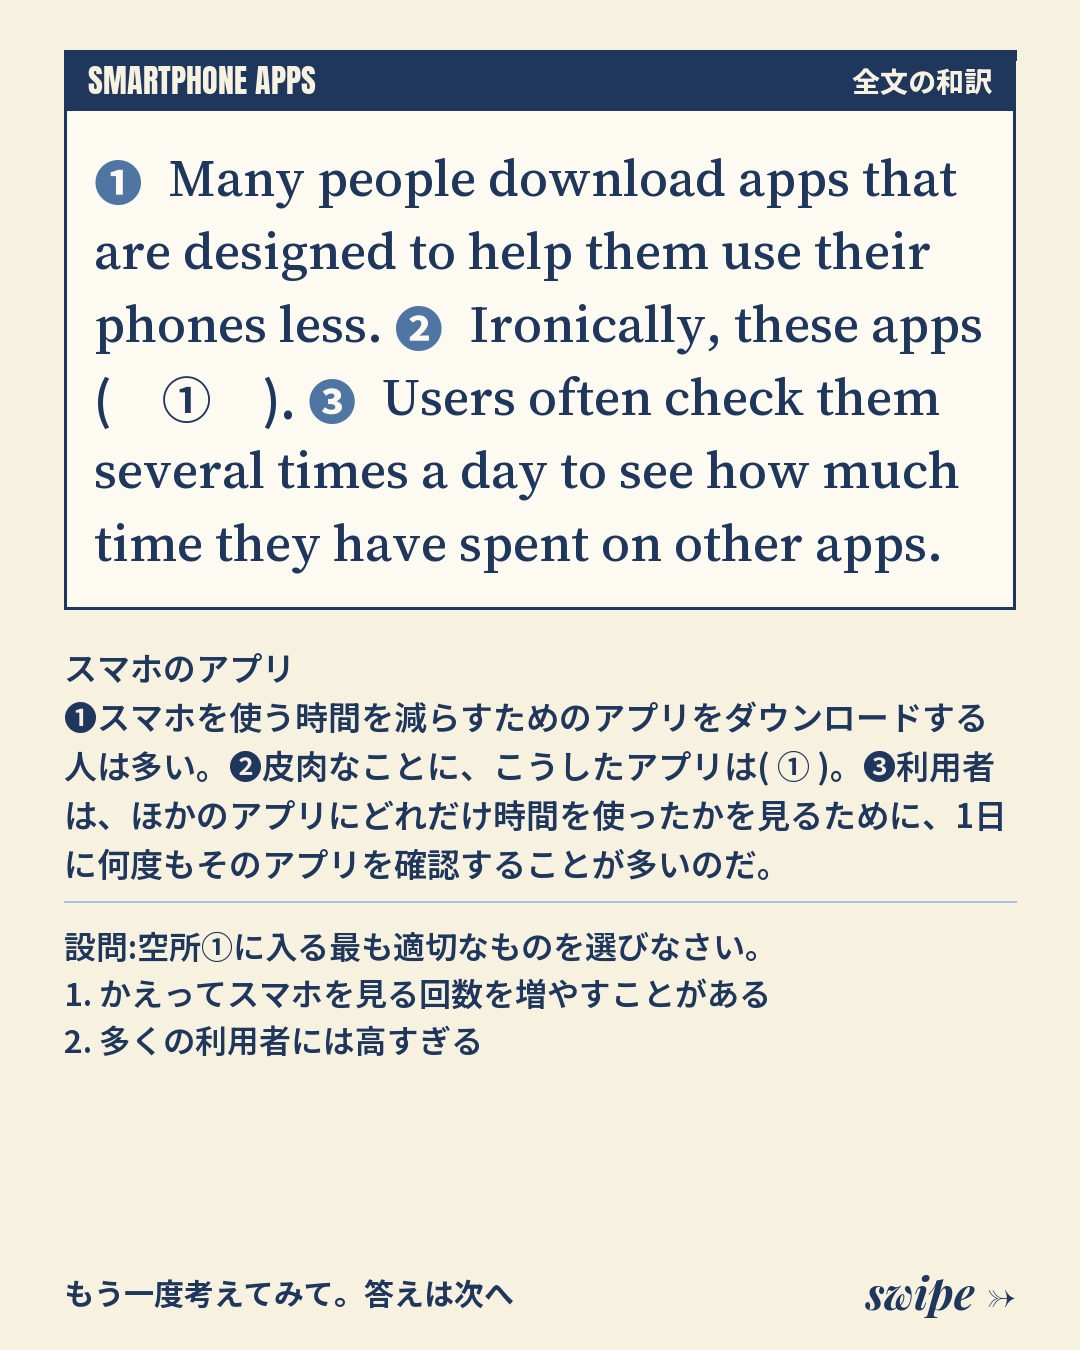 SMARTPHONE APPS
全文の和訳
❶ Many people download apps that
are designed to help them use their
phones less. ❷ Ironically, these apps
( ① ). ❸ Users often check them
several times a day to see how much
time they have spent on other apps.
スマホのアプリ
❶スマホを使う時間を減らすためのアプリをダウンロードする
人は多い。❷皮肉なことに、こうしたアプリは( ① )。❸利用者
は、ほかのアプリにどれだけ時間を使ったかを見るために、1日
に何度もそのアプリを確認することが多いのだ。
設問:空所①に入る最も適切なものを選びなさい。
1. かえってスマホを見る回数を増やすことがある
2. 多くの利用者には高すぎる
もう一度考えてみて。答えは次へ
swipe